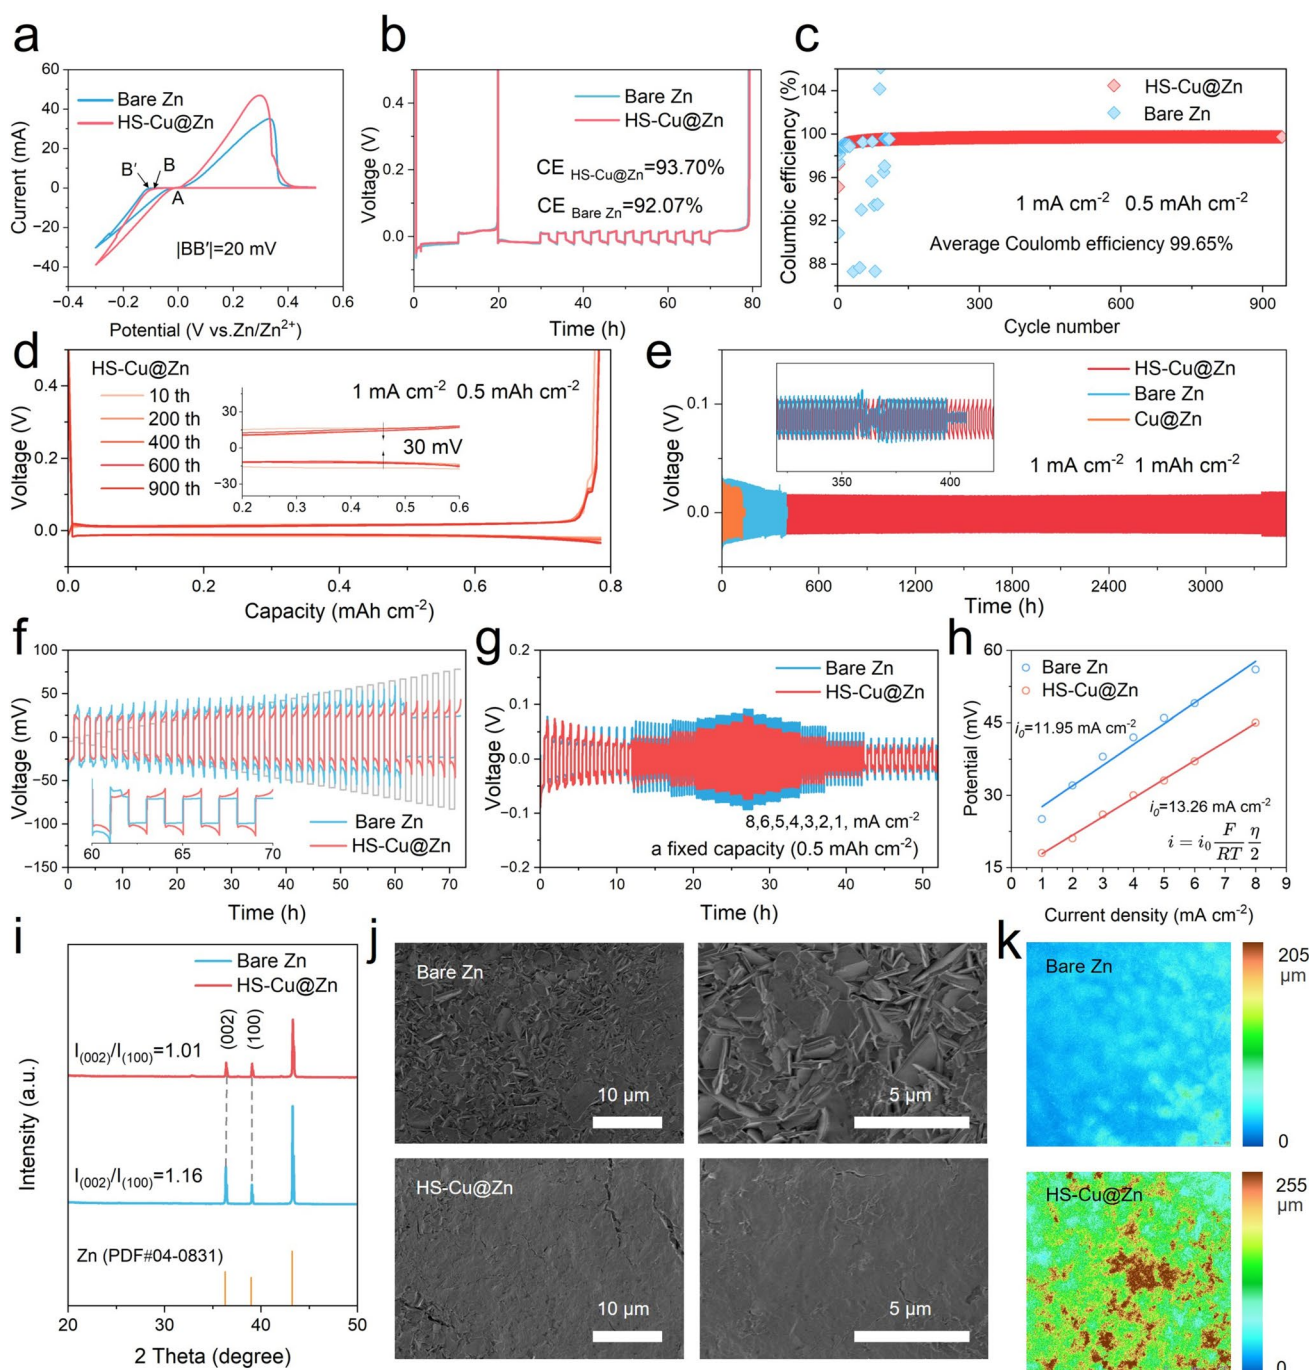 a
60
40
20
0
−20
−40
Current (mA)
Bare Zn
HS-Cu@Zn
B′
B
A
|BB′|=20 mV
−0.4
−0.2
0.0
0.2
0.4
0.6
Potential (V vs.Zn/Zn²⁺)
b
0.4
0.2
0.0
Voltage (V)
Bare Zn
HS-Cu@Zn
CE HS-Cu@Zn=93.70%
CE Bare Zn=92.07%
0
20
40
60
80
Time (h)
c
104
100
96
92
88
Columbic efficiency (%)
HS-Cu@Zn
Bare Zn
1 mA cm⁻² 0.5 mAh cm⁻²
Average Coulomb efficiency 99.65%
0
300
600
900
Cycle number
d
HS-Cu@Zn
10 th
200 th
400 th
600 th
900 th
0.4
0.2
0.0
Voltage (V)
1 mA cm⁻² 0.5 mAh cm⁻²
30
0
−30
30 mV
0.2
0.3
0.4
0.5
0.6
0.0
0.2
0.4
0.6
0.8
Capacity (mAh cm⁻²)
e
0.1
0.0
Voltage (V)
350
400
HS-Cu@Zn
Bare Zn
Cu@Zn
1 mA cm⁻² 1 mAh cm⁻²
0
600
1200
1800
2400
3000
Time (h)
f
100
50
0
−50
−100
−150
Voltage (mV)
60
65
70
Bare Zn
HS-Cu@Zn
0
10
20
30
40
50
60
70
Time (h)
g
0.2
0.1
0.0
−0.1
−0.2
Voltage (V)
Bare Zn
HS-Cu@Zn
8,6,5,4,3,2,1, mA cm⁻²
a fixed capacity (0.5 mAh cm⁻²)
0
10
20
30
40
50
Time (h)
h
60
45
30
15
Potential (mV)
Bare Zn
HS-Cu@Zn
i₀=11.95 mA cm⁻²
i₀=13.26 mA cm⁻²
i = i₀ F/RT η/2
0
1
2
3
4
5
6
7
8
9
Current density (mA cm⁻²)
i
Intensity (a.u.)
Bare Zn
HS-Cu@Zn
(002)
(100)
I(002)/I(100)=1.01
I(002)/I(100)=1.16
Zn (PDF#04-0831)
20
30
40
50
2 Theta (degree)
j
Bare Zn
10 μm
5 μm
HS-Cu@Zn
10 μm
5 μm
k
Bare Zn
205
μm
0
HS-Cu@Zn
255
μm
0